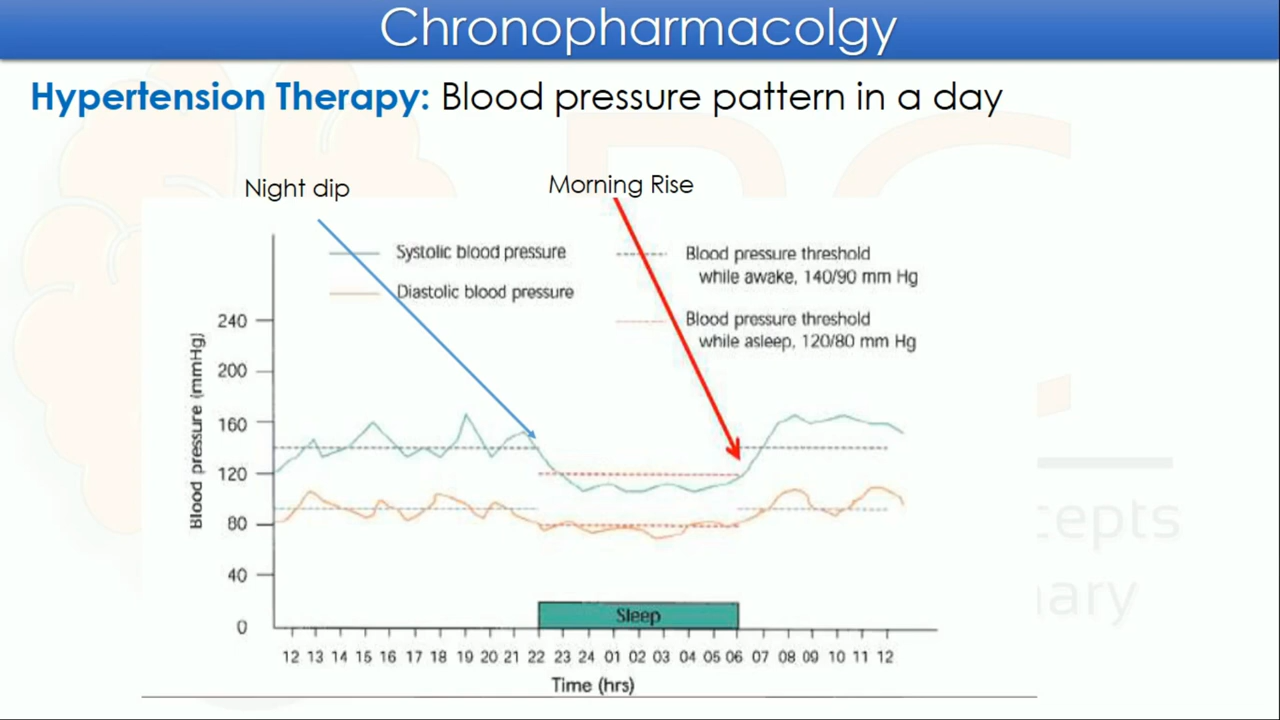 Chronopharmacolgy
Hypertension Therapy: Blood pressure pattern in a day
Night dip
Morning Rise
Systolic blood pressure
Diastolic blood pressure
Blood pressure threshold
while awake, 140/90 mm Hg
Blood pressure threshold
while asleep, 120/80 mm Hg
Blood pressure (mmHg)
240
200
160
120
80
40
0
Sleep
12 13 14 15 16 17 18 19 20 21 22 23 24 01 02 03 04 05 06 07 08 09 10 11 12
Time (hrs)